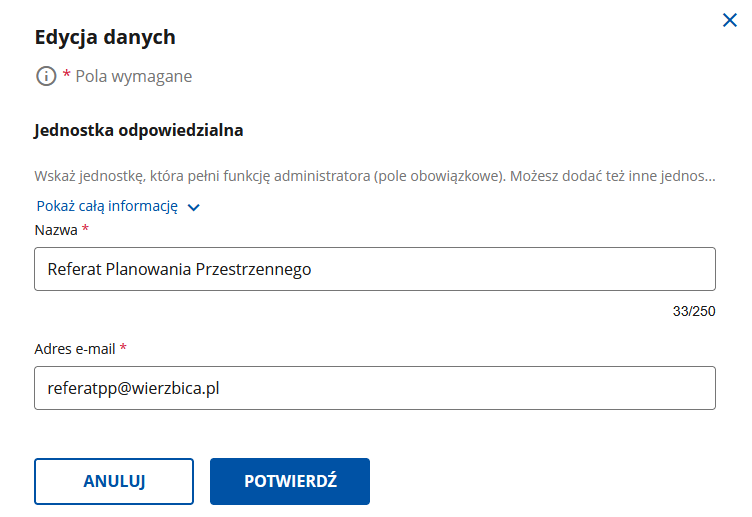 Edycja danych
* Pola wymagane
Jednostka odpowiedzialna
Wskaż jednostkę, która pełni funkcję administratora (pole obowiązkowe). Możesz dodać też inne jednos...
Pokaż całą informację
Nazwa *
Referat Planowania Przestrzennego
33/250
Adres e-mail *
referatpp@wierzbica.pl
ANULUJ POTWIERDŹ